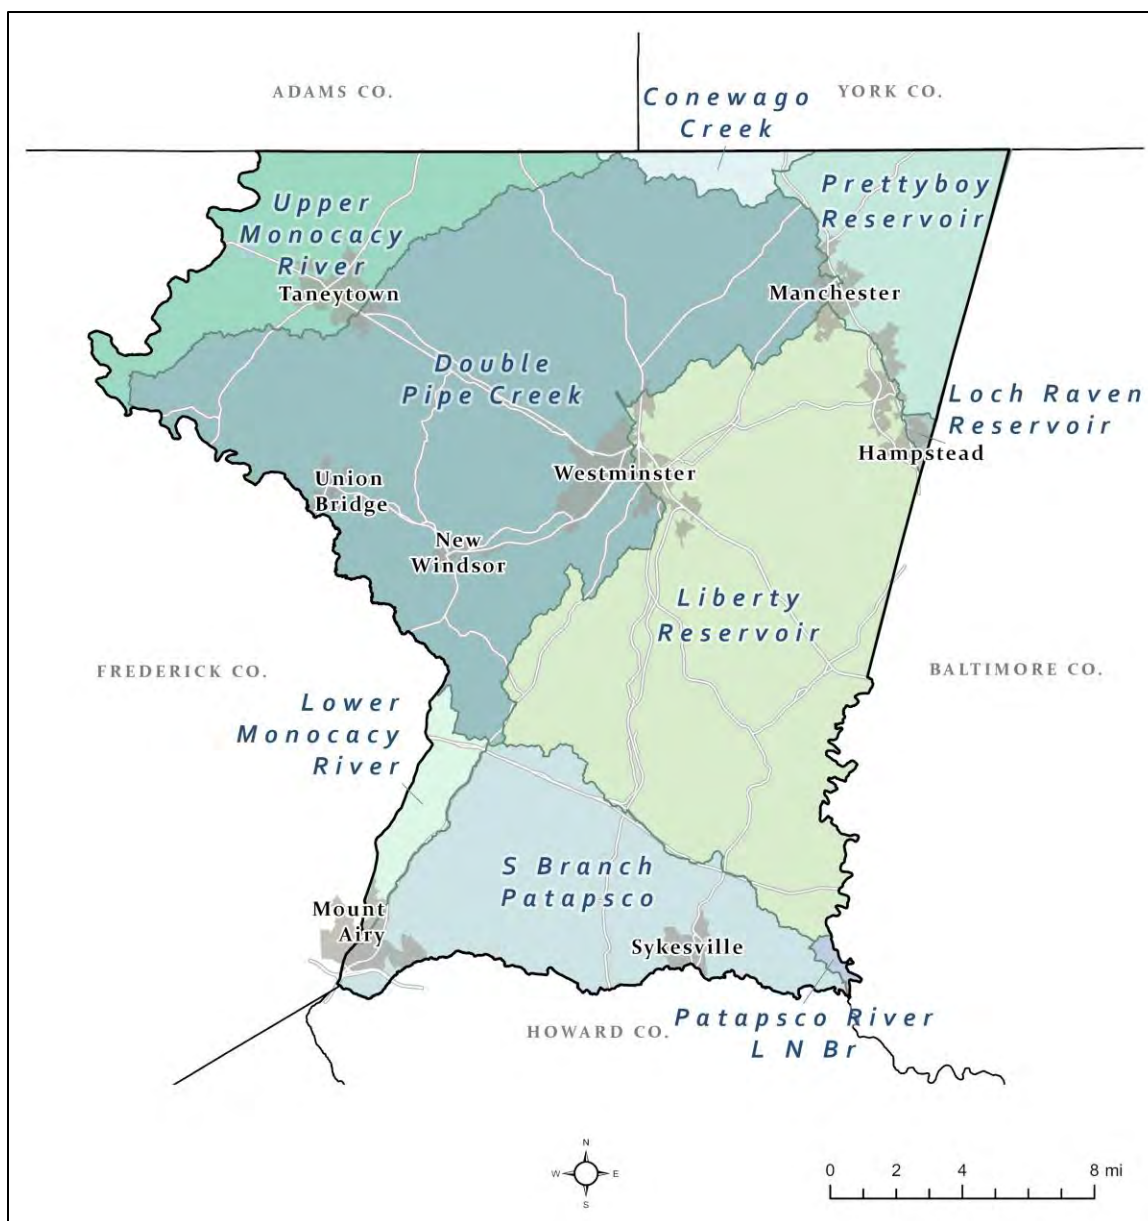 ADAMS CO.
Conewago
Creek
YORK CO.
Upper
Monocacy
River
Taneytown
Prettyboy
Reservoir
Manchester
Double
Pipe Creek
Loch Raven
Reservoir
Hampstead
Westminster
Union
Bridge
New
Windsor
Liberty
Reservoir
FREDERICK CO.
BALTIMORE CO.
Lower
Monocacy
River
S Branch
Patapsco
Mount
Airy
Sykesville
HOWARD CO.
Patapsco River
L N Br
N
W
E
S
0 2 4 8 mi